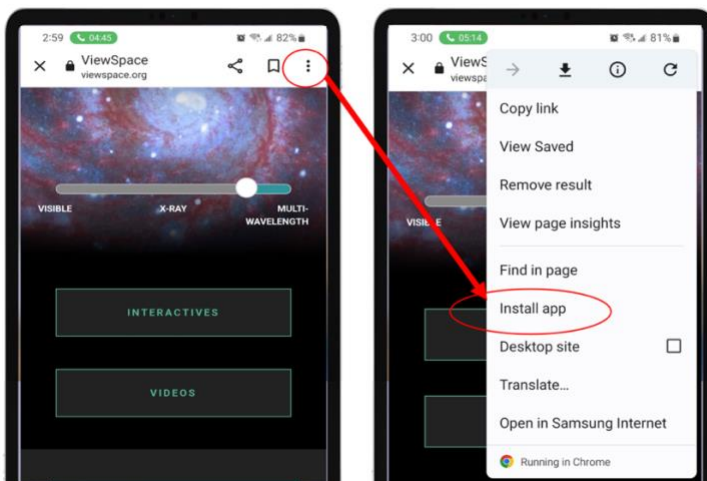 2:59 04:45 82%
ViewSpace
viewspace.org
VISIBLE X-RAY MULTI-
WAVELENGTH
INTERACTIVES
VIDEOS
3:00 05:14 81%
Copy link
View Saved
Remove result
View page insights
Find in page
Install app
Desktop site
Translate...
Open in Samsung Internet
Running in Chrome